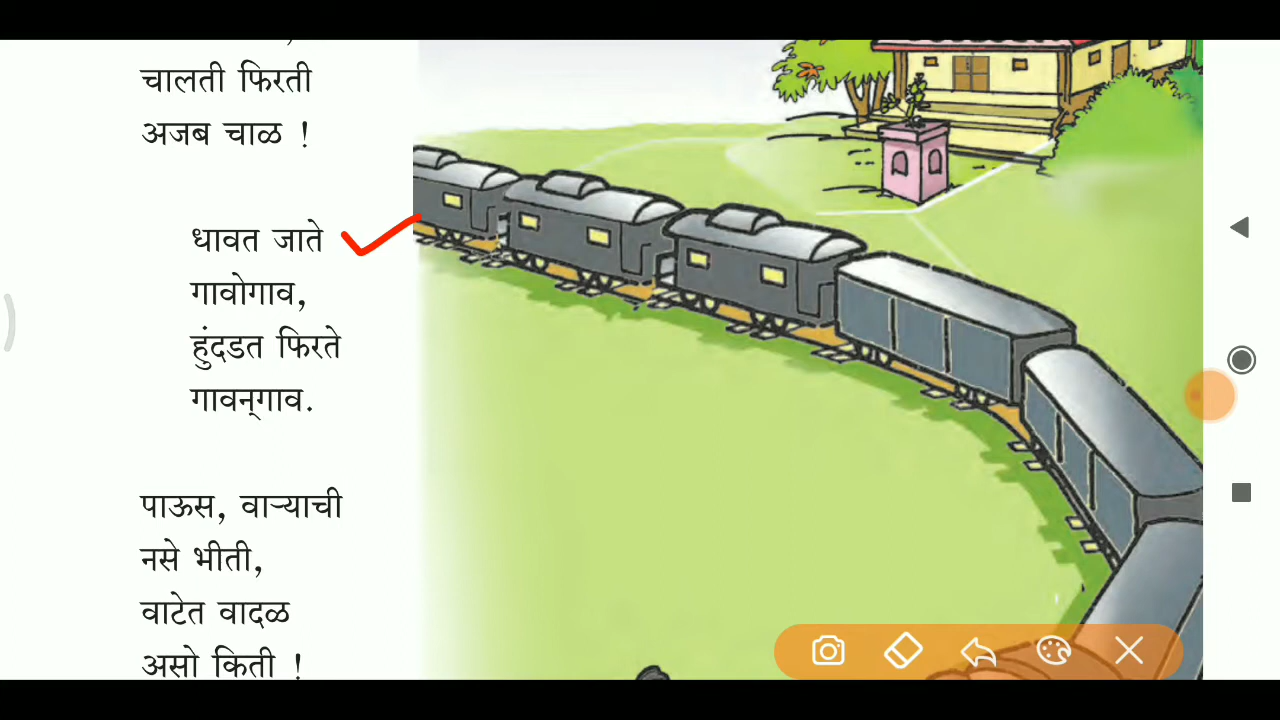 चालती फिरती
अजब चाळ !
धावत जाते
गावोगाव,
हुंदडत फिरते
गावन्‌गाव.
पाऊस, वाऱ्याची
नसे भीती,
वाटेत वादळ
असो किती !